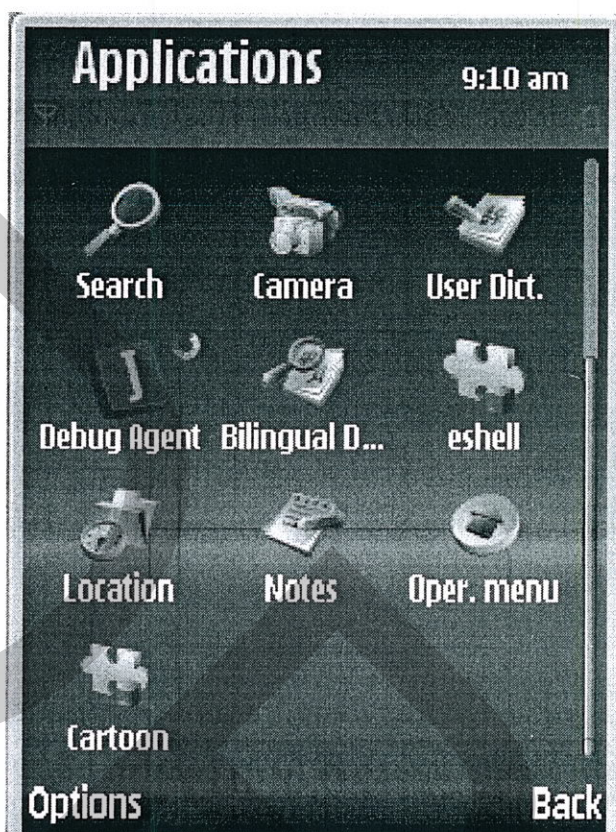 Applications
9:10 am
Search Camera User Dict.
Debug Agent Bilingual D... eshell
Location Notes Oper. menu
Cartoon
Options Back